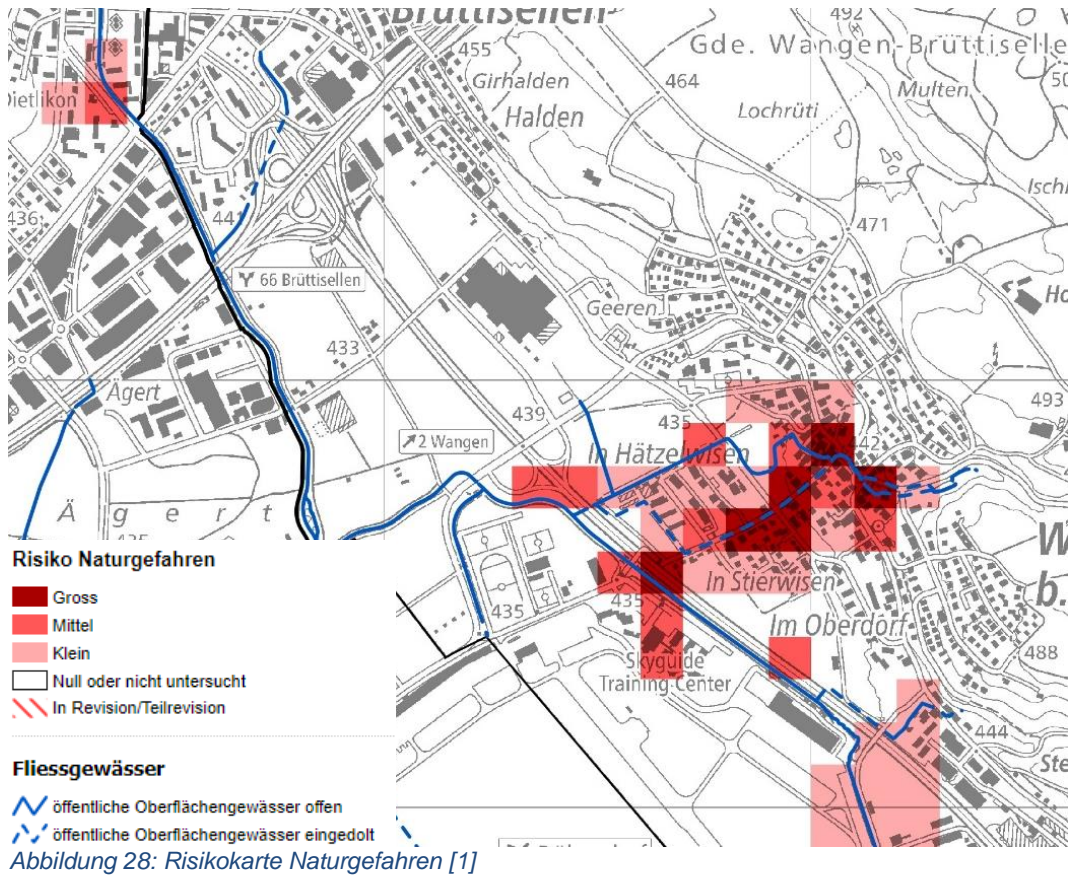 Brüttisellen
492
Gde. Wangen-Brüttiselle
455
464
Girhalden
Multen
Dietlikon
Halden
Lochrüti
Ischl
436
441
471
Y 66 Brüttisellen
Geeren
433
Ägert
493
439
435
2 Wangen
442
In Hätzelwisen
Ägert
W
In Stierwisen
b.
435
435
Im Oberdorf
488
Skyguide
Training Center
444
Ste
Risiko Naturgefahren
Gross
Mittel
Klein
Null oder nicht untersucht
In Revision/Teilrevision
Fliessgewässer
öffentliche Oberflächengewässer offen
öffentliche Oberflächengewässer eingedolt
Abbildung 28: Risikokarte Naturgefahren [1]